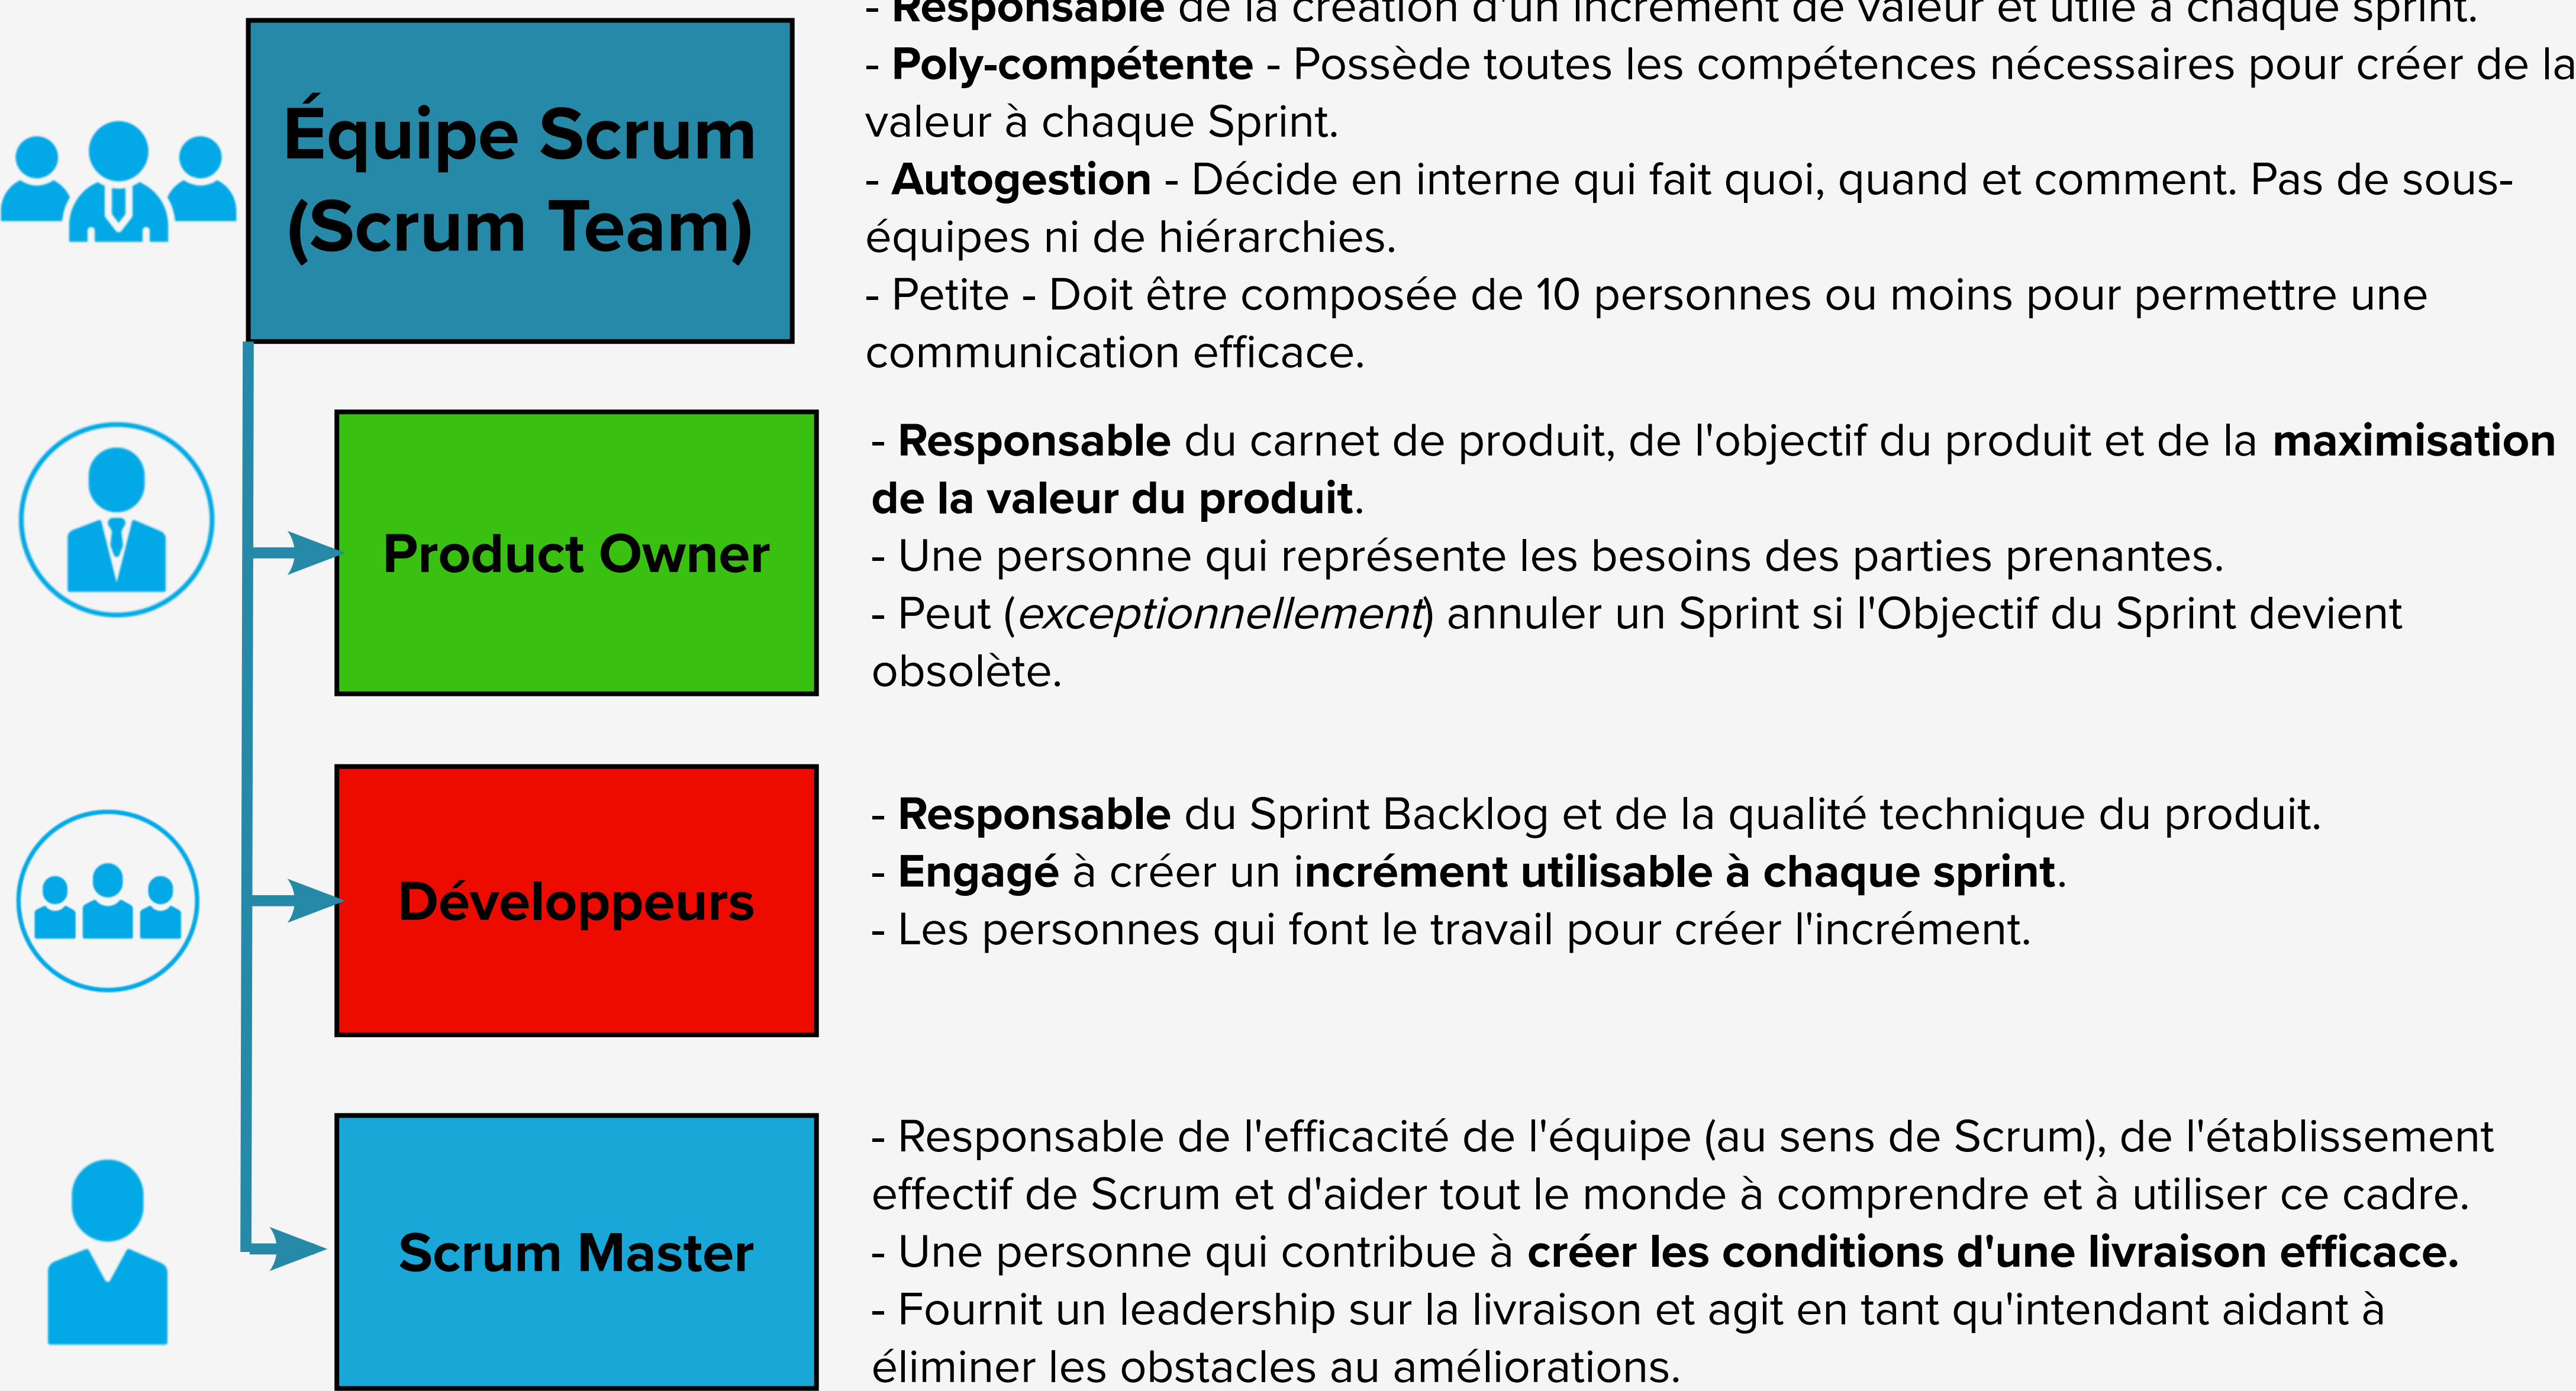 - Responsable de la création d'un incrément de valeur et utile à chaque sprint.
- Poly-compétente - Possède toutes les compétences nécessaires pour créer de la
valeur à chaque Sprint.
- Autogestion - Décide en interne qui fait quoi, quand et comment. Pas de sous-
équipes ni de hiérarchies.
- Petite - Doit être composée de 10 personnes ou moins pour permettre une
communication efficace.
Équipe Scrum
(Scrum Team)
Product Owner
- Responsable du carnet de produit, de l'objectif du produit et de la maximisation
de la valeur du produit.
- Une personne qui représente les besoins des parties prenantes.
- Peut (exceptionnellement) annuler un Sprint si l'Objectif du Sprint devient
obsolète.
Développeurs
- Responsable du Sprint Backlog et de la qualité technique du produit.
- Engagé à créer un incrément utilisable à chaque sprint.
- Les personnes qui font le travail pour créer l'incrément.
Scrum Master
- Responsable de l'efficacité de l'équipe (au sens de Scrum), de l'établissement
effectif de Scrum et d'aider tout le monde à comprendre et à utiliser ce cadre.
- Une personne qui contribue à créer les conditions d'une livraison efficace.
- Fournit un leadership sur la livraison et agit en tant qu'intendant aidant à
éliminer les obstacles au améliorations.